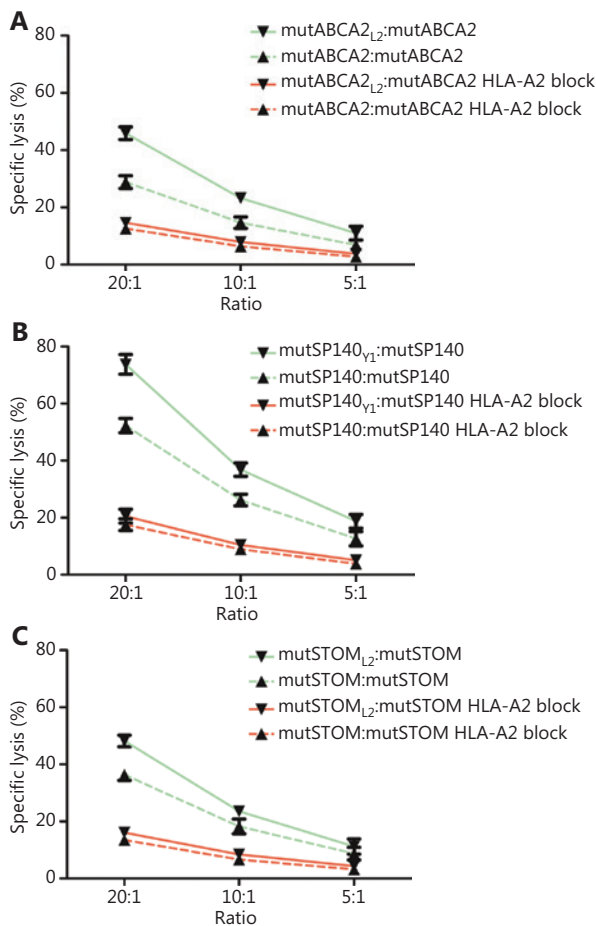 A
80
60
40
20
0
Specific lysis (%)
mutABCA2L2:mutABCA2
mutABCA2:mutABCA2
mutABCA2L2:mutABCA2 HLA-A2 block
mutABCA2:mutABCA2 HLA-A2 block
20:1 10:1 5:1
Ratio
B
80
60
40
20
0
Specific lysis (%)
mutSP140Y1:mutSP140
mutSP140:mutSP140
mutSP140Y1:mutSP140 HLA-A2 block
mutSP140:mutSP140 HLA-A2 block
20:1 10:1 5:1
Ratio
C
80
60
40
20
0
Specific lysis (%)
mutSTOML2:mutSTOM
mutSTOM:mutSTOM
mutSTOML2:mutSTOM HLA-A2 block
mutSTOM:mutSTOM HLA-A2 block
20:1 10:1 5:1
Ratio